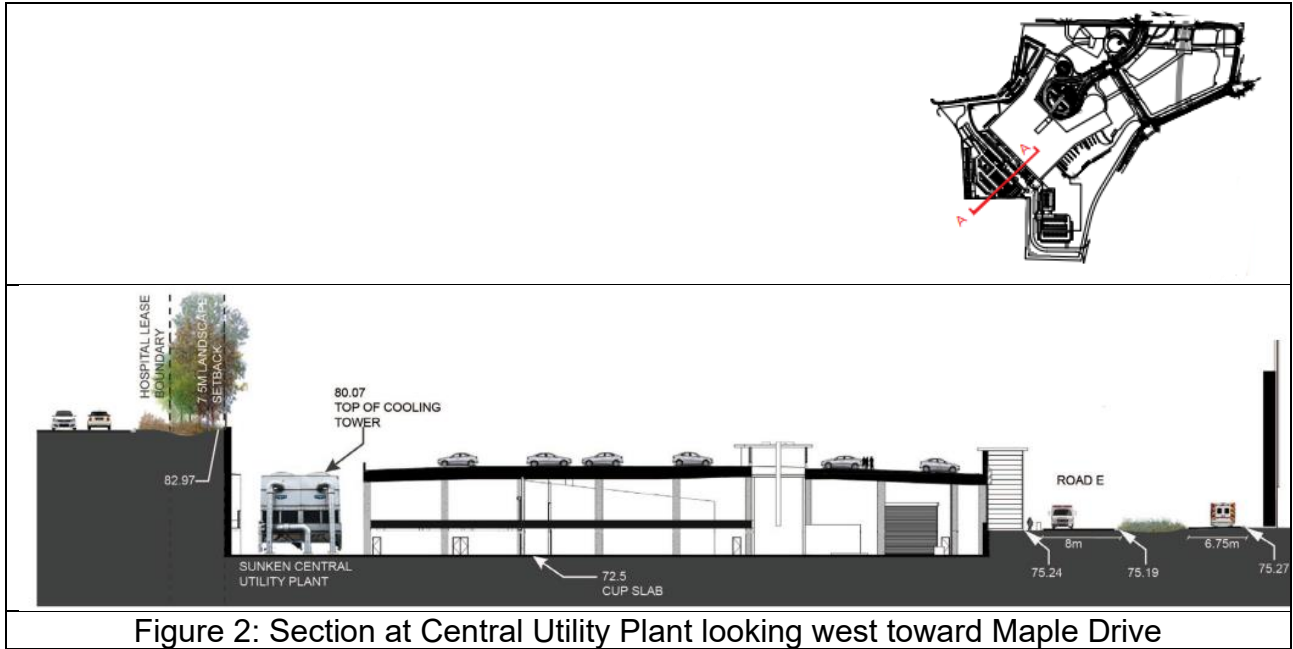 A
A
HOSPITAL LEASE
BOUNDARY
7.5M LANDSCAPE
SETBACK
80.07
TOP OF COOLING
TOWER
82.97
ROAD E
8m
6.75m
SUNKEN CENTRAL
UTILITY PLANT
72.5
CUP SLAB
75.24
75.19
75.27
Figure 2: Section at Central Utility Plant looking west toward Maple Drive